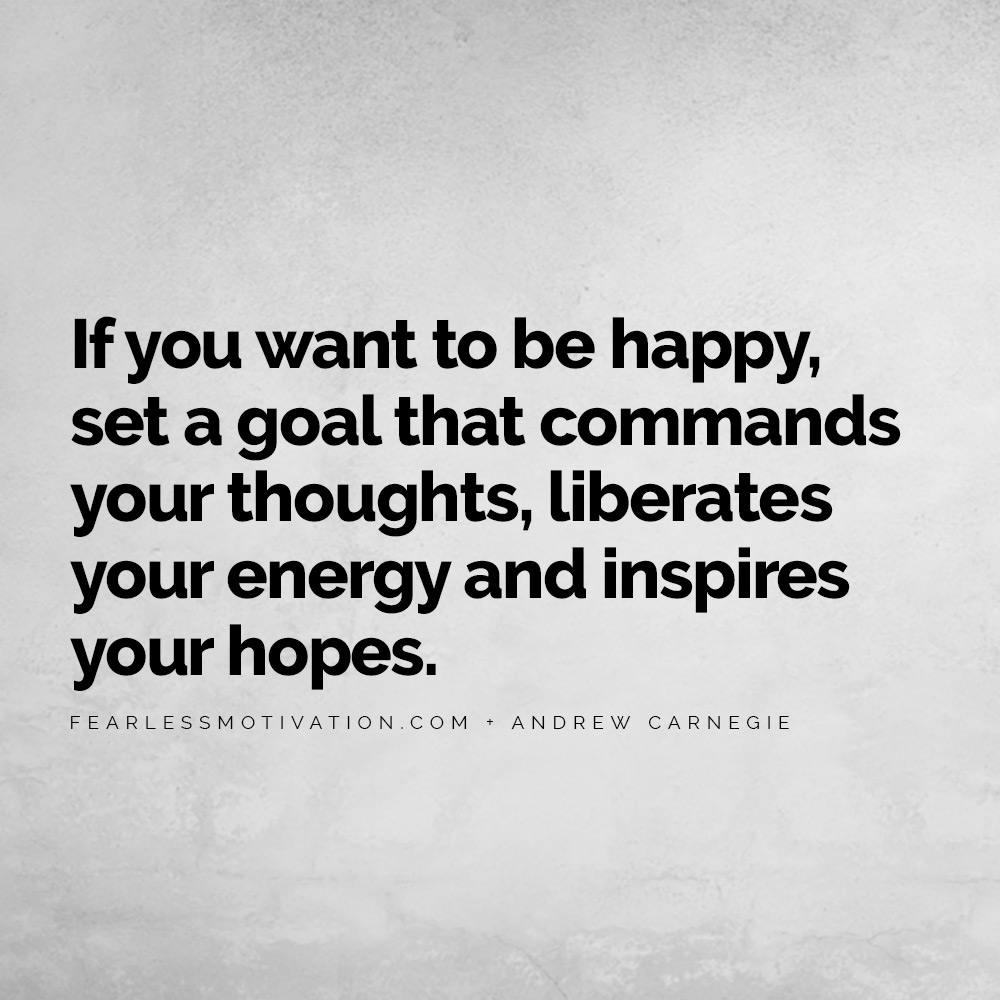 If you want to be happy,
set a goal that commands
your thoughts, liberates
your energy and inspires
your hopes.
FEARLESSMOTIVATION.COM + ANDREW CARNEGIE